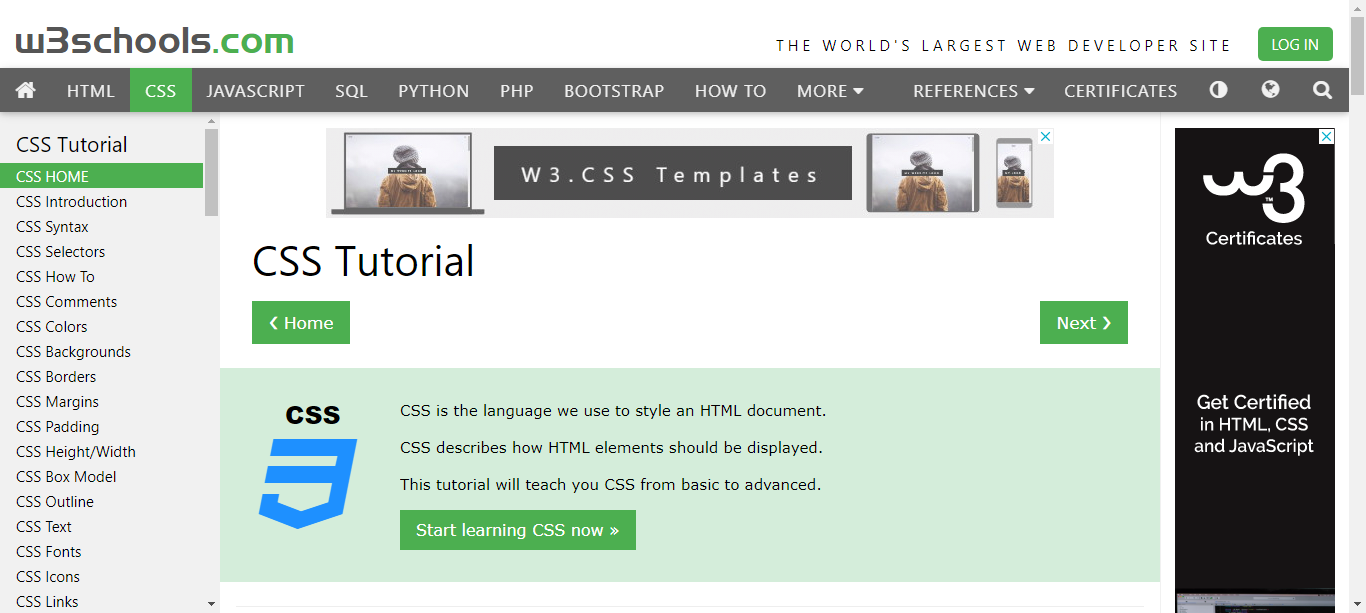 w3schools.com
THE WORLD'S LARGEST WEB DEVELOPER SITE
LOG IN
HTML CSS JAVASCRIPT SQL PYTHON PHP BOOTSTRAP HOW TO MORE REFERENCES CERTIFICATES
CSS Tutorial
CSS HOME
CSS Introduction
CSS Syntax
CSS Selectors
CSS How To
CSS Comments
CSS Colors
CSS Backgrounds
CSS Borders
CSS Margins
CSS Padding
CSS Height/Width
CSS Box Model
CSS Outline
CSS Text
CSS Fonts
CSS Icons
CSS Links
W3.CSS Templates
CSS Tutorial
❮ Home
Next ❯
CSS
CSS is the language we use to style an HTML document.
CSS describes how HTML elements should be displayed.
This tutorial will teach you CSS from basic to advanced.
Start learning CSS now »
w3
TM
Certificates
Get Certified
in HTML, CSS
and JavaScript